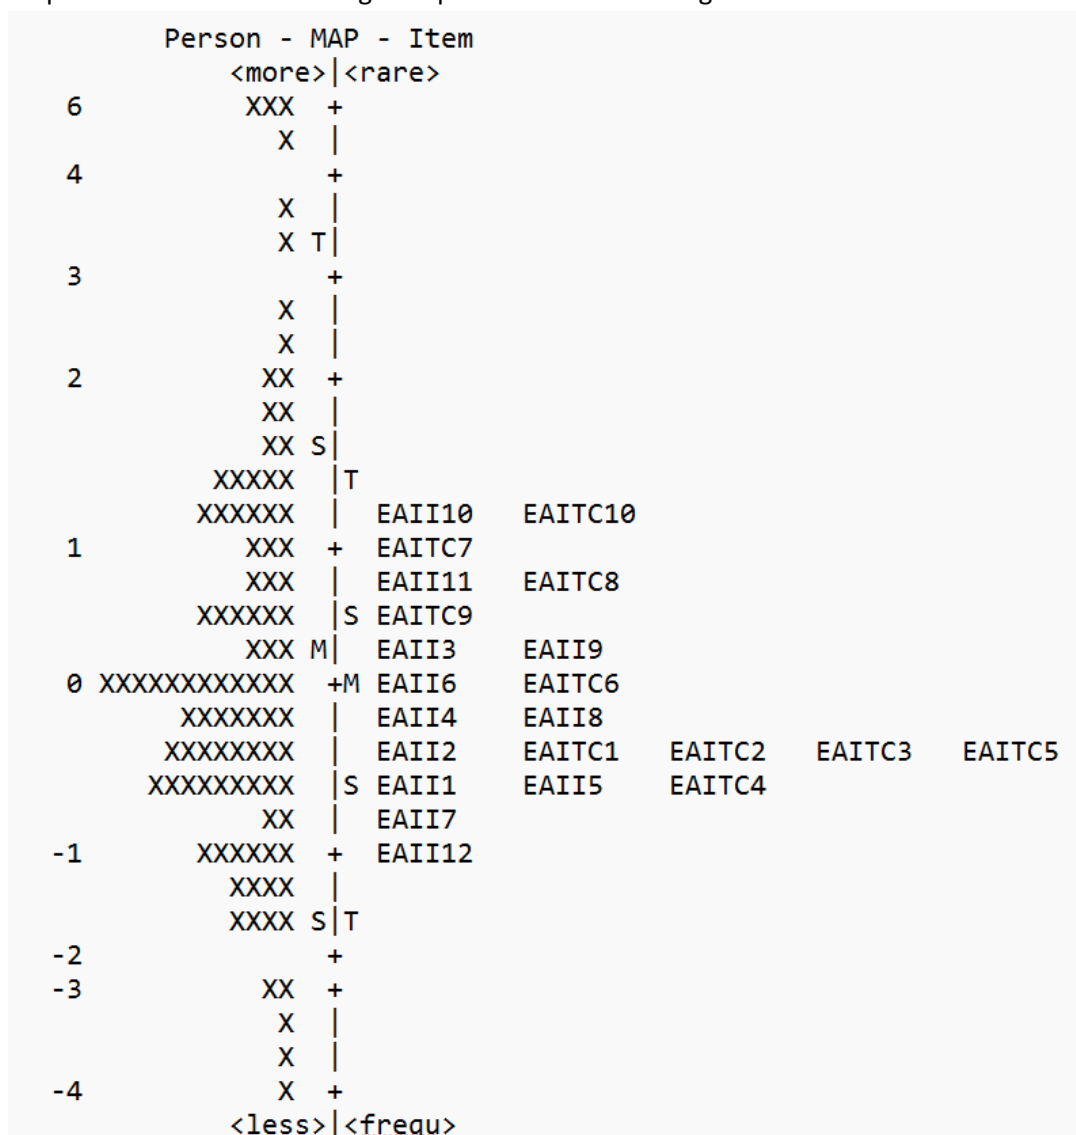 Person - MAP - Item
<more>|<rare>
6 XXX +
X |
4 +
X |
X T|
3 +
X |
X |
2 XX +
XX |
XX S|
XXXXX |T
XXXXXX | EAII10 EAITC10
1 XXX + EAITC7
XXX | EAII11 EAITC8
XXXXXX |S EAITC9
XXX M| EAII3 EAII9
0 XXXXXXXXXXXX +M EAII6 EAITC6
XXXXXXX | EAII4 EAII8
XXXXXXXX | EAII2 EAITC1 EAITC2 EAITC3 EAITC5
XXXXXXXXX |S EAII1 EAII5 EAITC4
XX | EAII7
-1 XXXXXX + EAII12
XXXX |
XXXX S|T
-2 +
-3 XX +
X |
X |
-4 X +
<less>|<frequ>